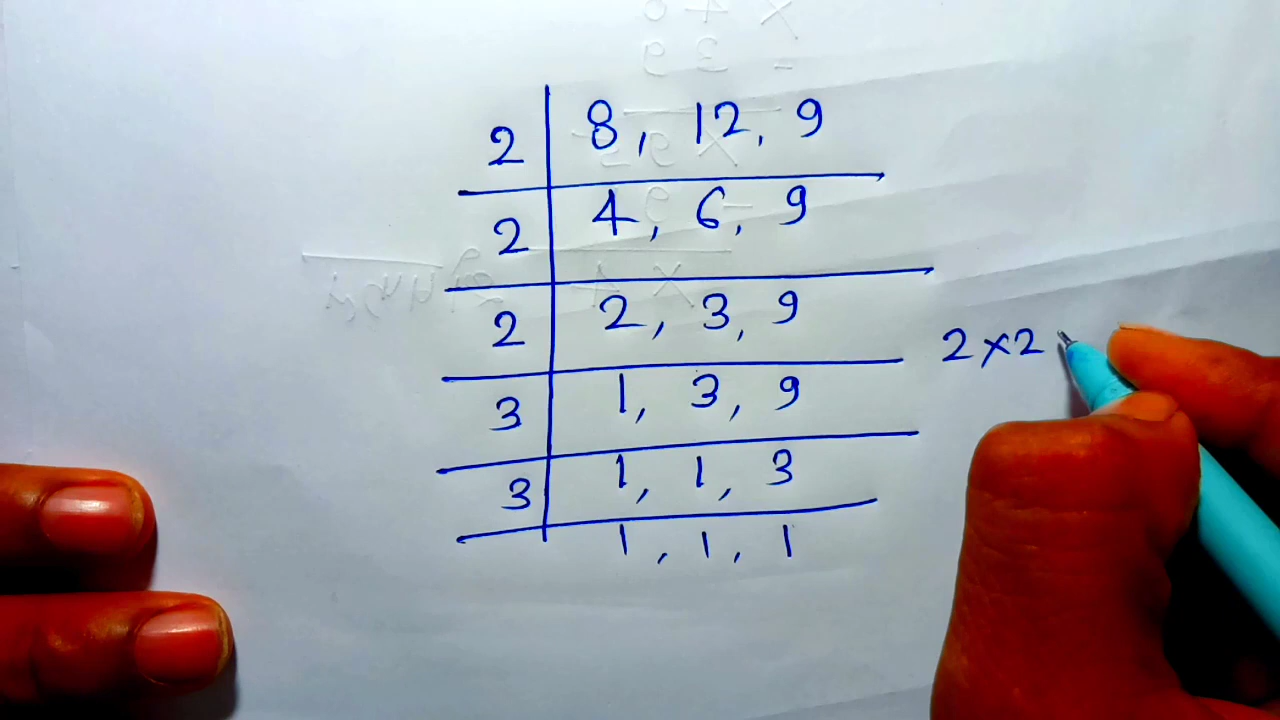 2 | 8, 12, 9
2 | 4, 6, 9
2 | 2, 3, 9
2 × 2
3 | 1, 3, 9
3 | 1, 1, 3
1, 1, 1